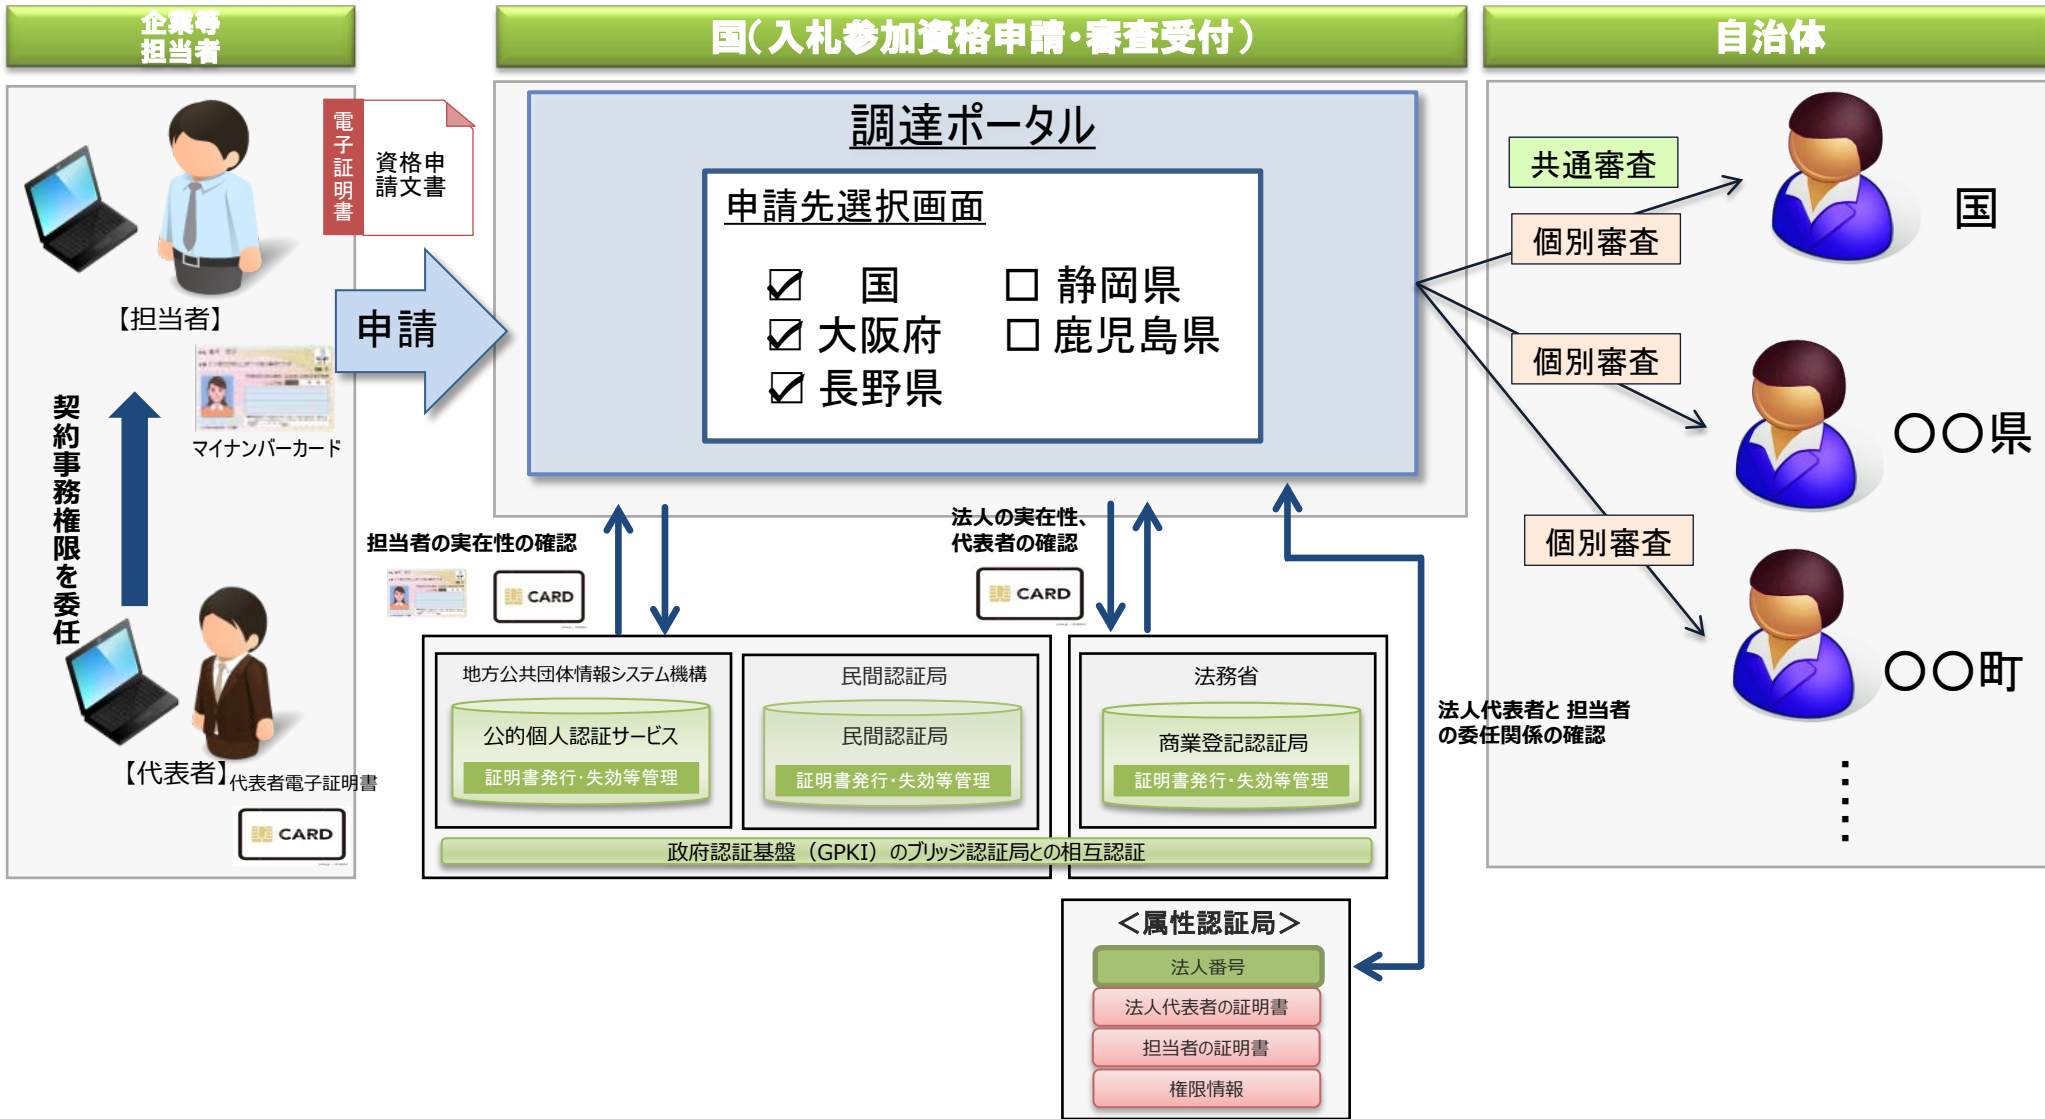 企業等
担当者
国(入札参加資格申請・審査受付)
自治体
電子証明書
資格申
請文書
【担当者】
マイナンバーカード
契約事務権限を委任
【代表者】
代表者電子証明書
CARD
申請
調達ポータル
申請先選択画面
☑ 国
☐ 静岡県
☑ 大阪府
☐ 鹿児島県
☑ 長野県
担当者の実在性の確認
CARD
法人の実在性、
代表者の確認
CARD
地方公共団体情報システム機構
公的個人認証サービス
証明書発行・失効等管理
民間認証局
民間認証局
証明書発行・失効等管理
法務省
商業登記認証局
証明書発行・失効等管理
政府認証基盤(GPKI)のブリッジ認証局との相互認証
法人代表者と 担当者
の委任関係の確認
<属性認証局>
法人番号
法人代表者の証明書
担当者の証明書
権限情報
共通審査
個別審査
国
個別審査
〇〇県
個別審査
〇〇町